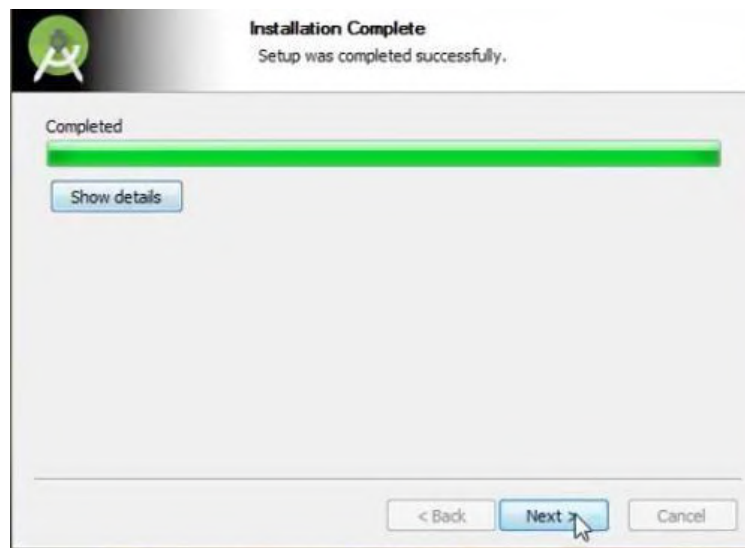 Installation Complete
Setup was completed successfully.
Completed
Show details
< Back
Next >
Cancel